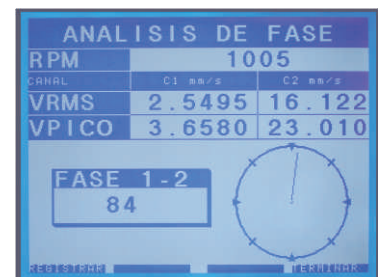 ANALISIS DE FASE
RPM 1005
CANAL C1 mm/s C2 mm/s
VRMS 2.5495 16.122
VPICO 3.6580 23.010
FASE 1-2
84
REGISTRAR TERMINAR